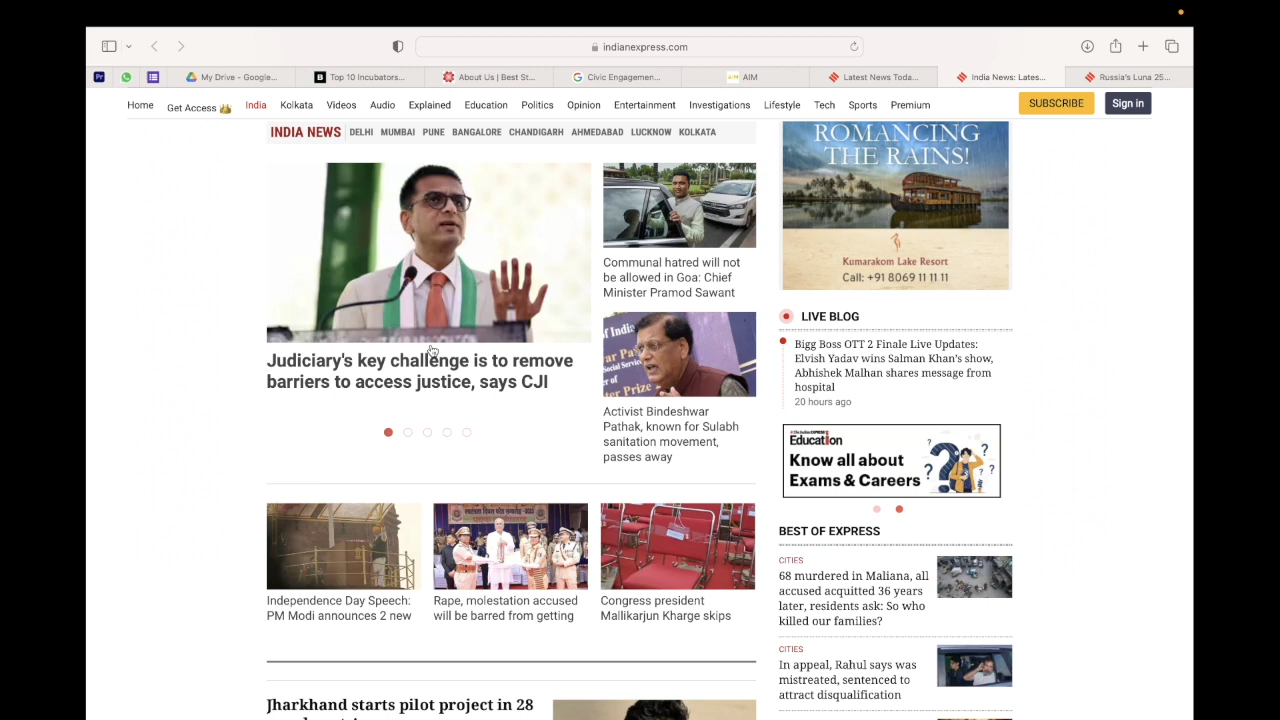 indianexpress.com
My Drive - Google...
Top 10 Incubators...
About Us | Best St...
Civic Engagemen...
AIM
Latest News Toda...
India News: Lates...
Russia's Luna 25...
Home
Get Access
India
Kolkata
Videos
Audio
Explained
Education
Politics
Opinion
Entertainment
Investigations
Lifestyle
Tech
Sports
Premium
SUBSCRIBE
Sign in
INDIA NEWS
DELHI MUMBAI PUNE BANGALORE CHANDIGARH AHMEDABAD LUCKNOW KOLKATA
Judiciary's key challenge is to remove
barriers to access justice, says CJI
Communal hatred will not
be allowed in Goa: Chief
Minister Pramod Sawant
Activist Bindeshwar
Pathak, known for Sulabh
sanitation movement,
passes away
Independence Day Speech:
PM Modi announces 2 new
Rape, molestation accused
will be barred from getting
Congress president
Mallikarjun Kharge skips
Jharkhand starts pilot project in 28
ROMANCING
THE RAINS!
Kumarakom Lake Resort
Call: +91 8069 11 11 11
LIVE BLOG
Bigg Boss OTT 2 Finale Live Updates:
Elvish Yadav wins Salman Khan's show,
Abhishek Malhan shares message from
hospital
20 hours ago
The Indian EXPRESS
Education
Know all about
Exams & Careers
BEST OF EXPRESS
CITIES
68 murdered in Maliana, all
accused acquitted 36 years
later, residents ask: So who
killed our families?
CITIES
In appeal, Rahul says was
mistreated, sentenced to
attract disqualification